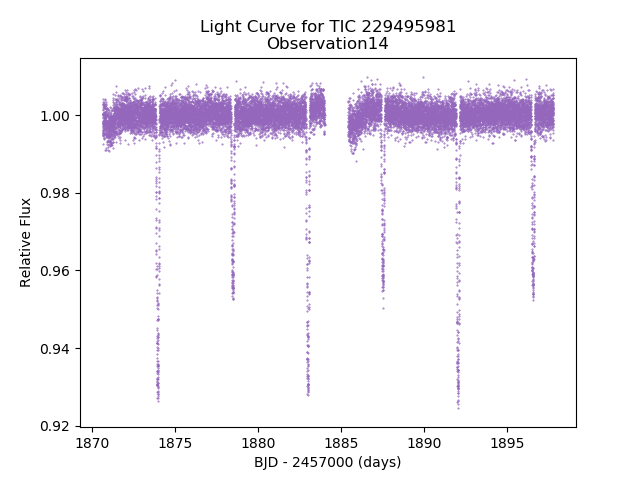 Light Curve for TIC 229495981
Observation14
1.00
0.98
0.96
0.94
0.92
Relative Flux
1870
1875
1880
1885
1890
1895
BJD - 2457000 (days)